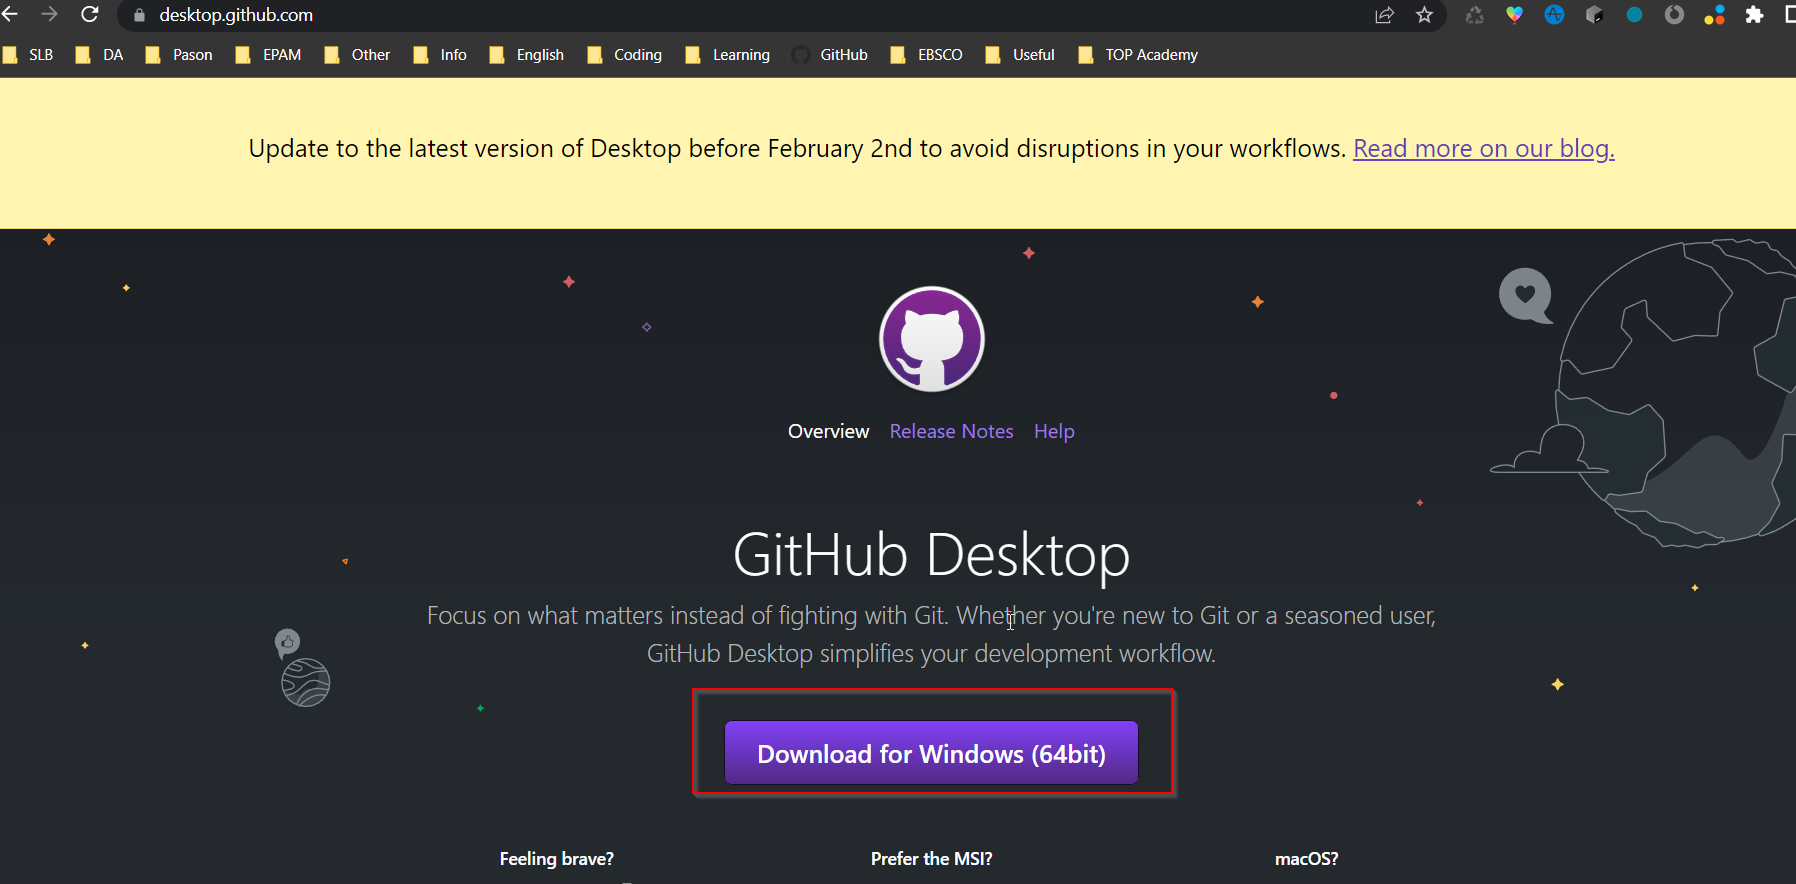 desktop.github.com
SLB DA Pason EPAM Other Info English Coding Learning GitHub EBSCO Useful TOP Academy
Update to the latest version of Desktop before February 2nd to avoid disruptions in your workflows. Read more on our blog.
Overview Release Notes Help
GitHub Desktop
Focus on what matters instead of fighting with Git. Whether you're new to Git or a seasoned user,
GitHub Desktop simplifies your development workflow.
Download for Windows (64bit)
Feeling brave? Prefer the MSI? macOS?